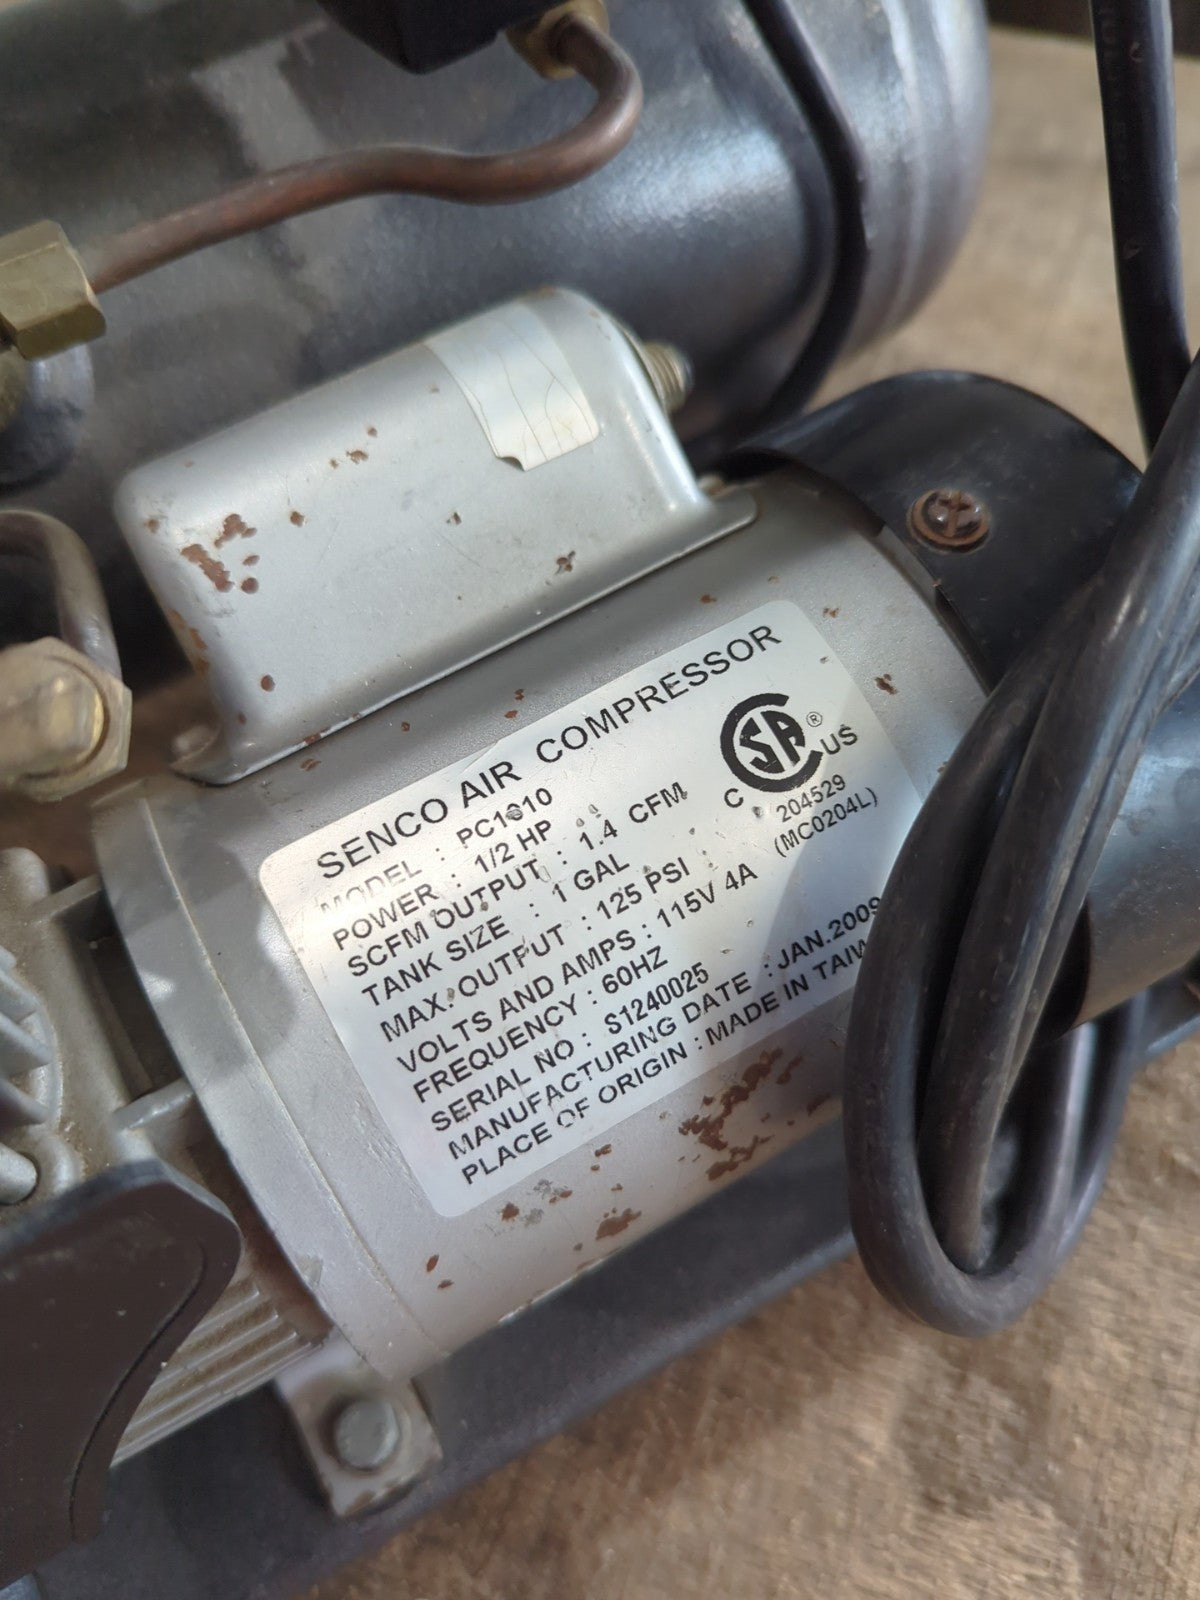 SENCO AIR COMPRESSOR
MODEL : PC1010
POWER : 1/2 HP
SCFM OUTPUT : 1.4 CFM
TANK SIZE : 1 GAL
MAX. OUTPUT : 125 PSI
VOLTS AND AMPS : 115V 4A
FREQUENCY : 60HZ
SERIAL NO : S1240025
MANUFACTURING DATE : JAN.2009
PLACE OF ORIGIN : MADE IN TAIW
CSA ®
C US
204529
(MC0204L)